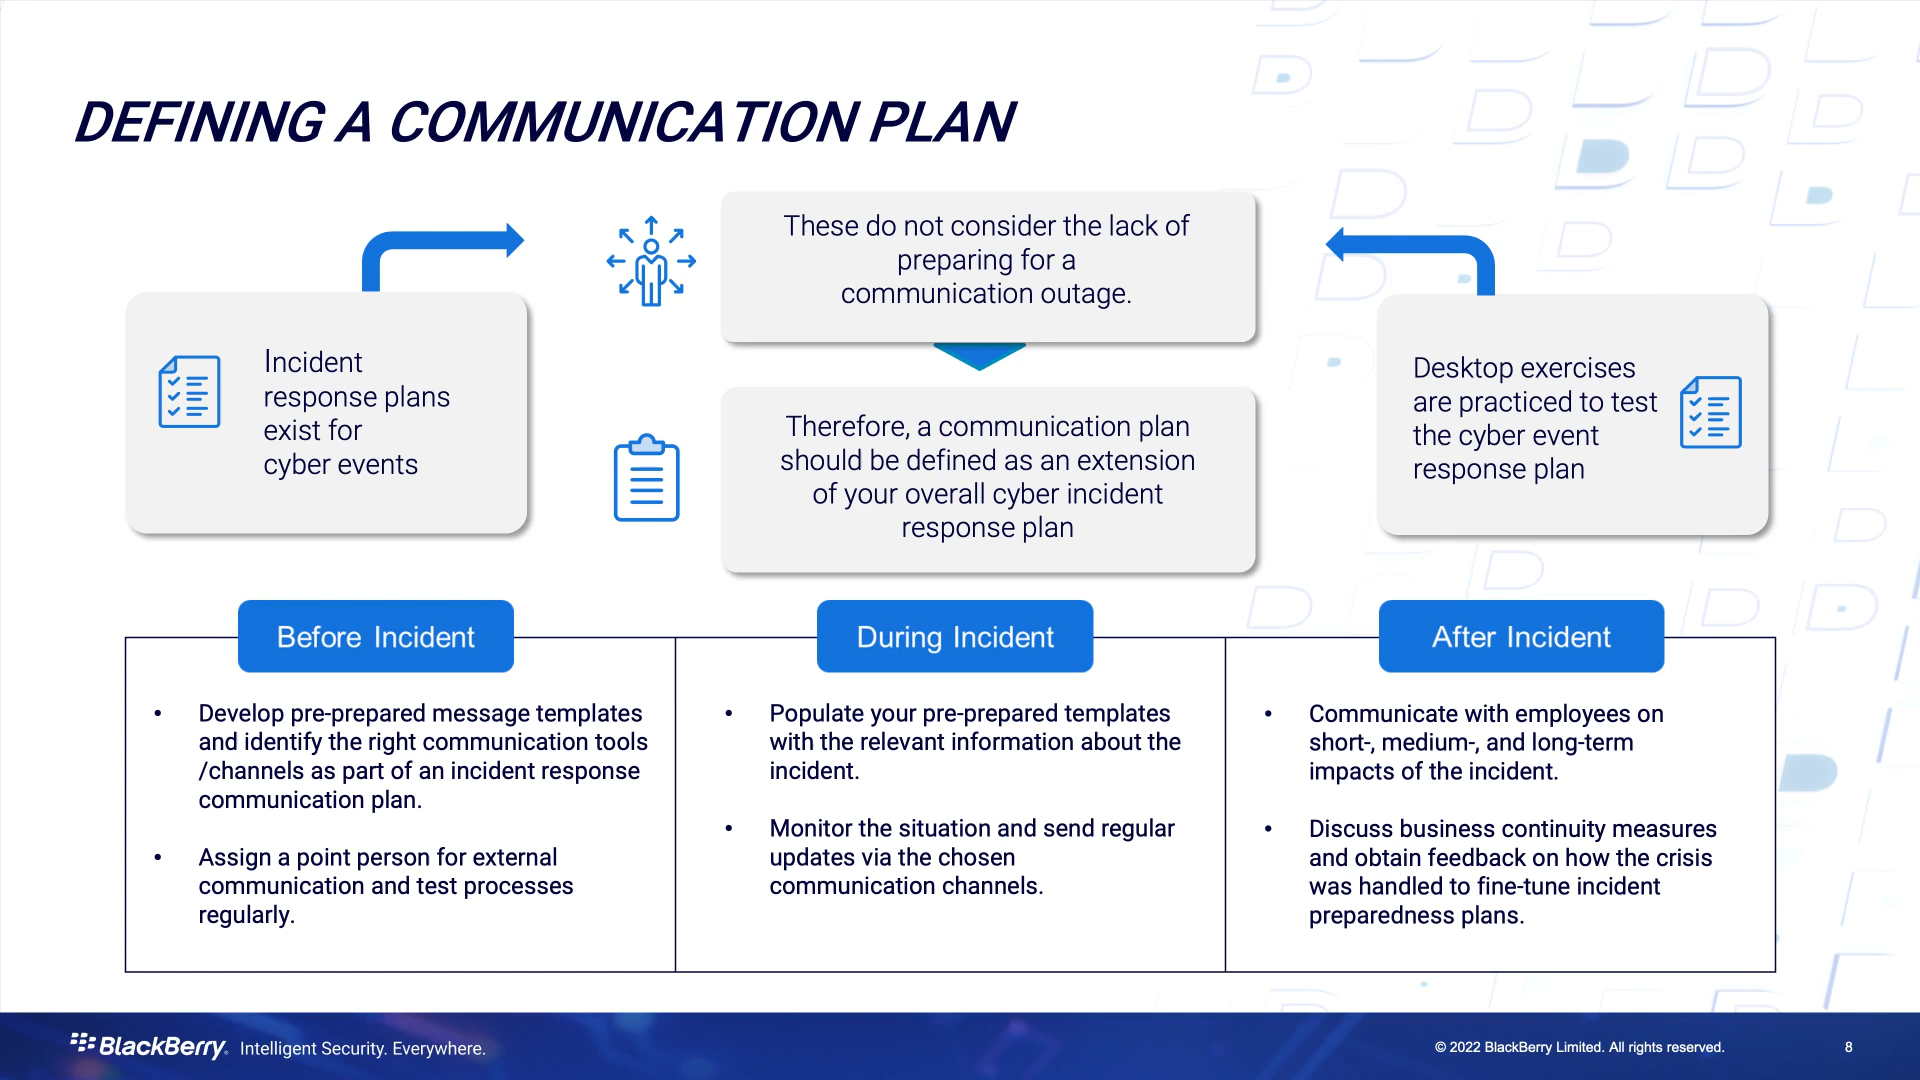 DEFINING A COMMUNICATION PLAN
Incident
response plans
exist for
cyber events
These do not consider the lack of
preparing for a
communication outage.
Therefore, a communication plan
should be defined as an extension
of your overall cyber incident
response plan
Desktop exercises
are practiced to test
the cyber event
response plan
Before Incident
• Develop pre-prepared message templates
and identify the right communication tools
/channels as part of an incident response
communication plan.
• Assign a point person for external
communication and test processes
regularly.
During Incident
• Populate your pre-prepared templates
with the relevant information about the
incident.
• Monitor the situation and send regular
updates via the chosen
communication channels.
After Incident
• Communicate with employees on
short-, medium-, and long-term
impacts of the incident.
• Discuss business continuity measures
and obtain feedback on how the crisis
was handled to fine-tune incident
preparedness plans.
BlackBerry. Intelligent Security. Everywhere.
© 2022 BlackBerry Limited. All rights reserved.
8